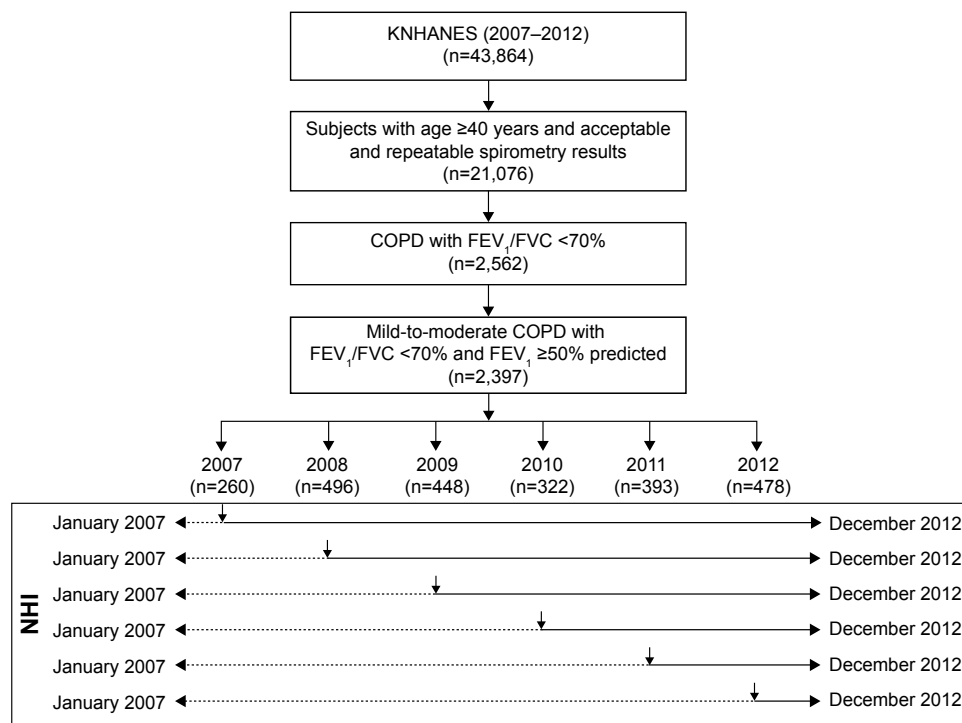 KNHANES (2007–2012)
(n=43,864)
Subjects with age ≥40 years and acceptable
and repeatable spirometry results
(n=21,076)
COPD with FEV₁/FVC <70%
(n=2,562)
Mild-to-moderate COPD with
FEV₁/FVC <70% and FEV₁ ≥50% predicted
(n=2,397)
2007 2008 2009 2010 2011 2012
(n=260) (n=496) (n=448) (n=322) (n=393) (n=478)
NHI
January 2007 December 2012
January 2007 December 2012
January 2007 December 2012
January 2007 December 2012
January 2007 December 2012
January 2007 December 2012